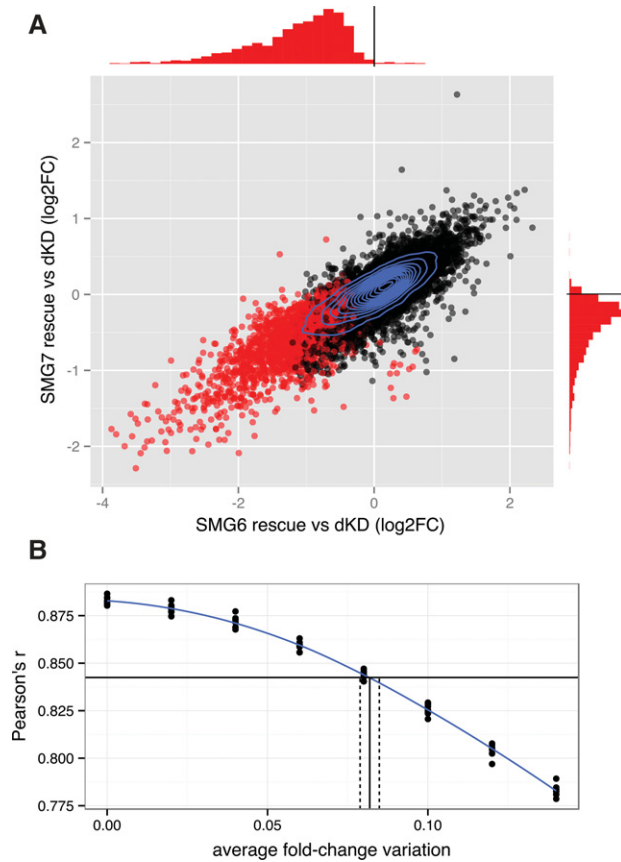 A
SMG7 rescue vs dKD (log2FC)
2
1
0
-1
-2
-4
-2
0
2
SMG6 rescue vs dKD (log2FC)
B
Pearson's r
0.875
0.850
0.825
0.800
0.775
0.00
0.05
0.10
average fold-change variation